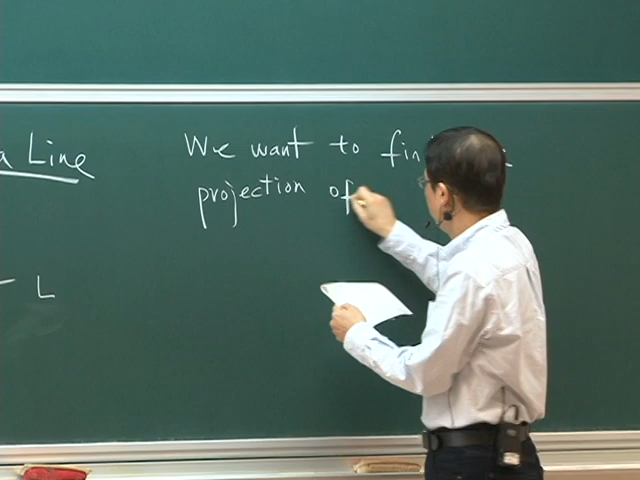 a Line
We want to fin
projection of
L